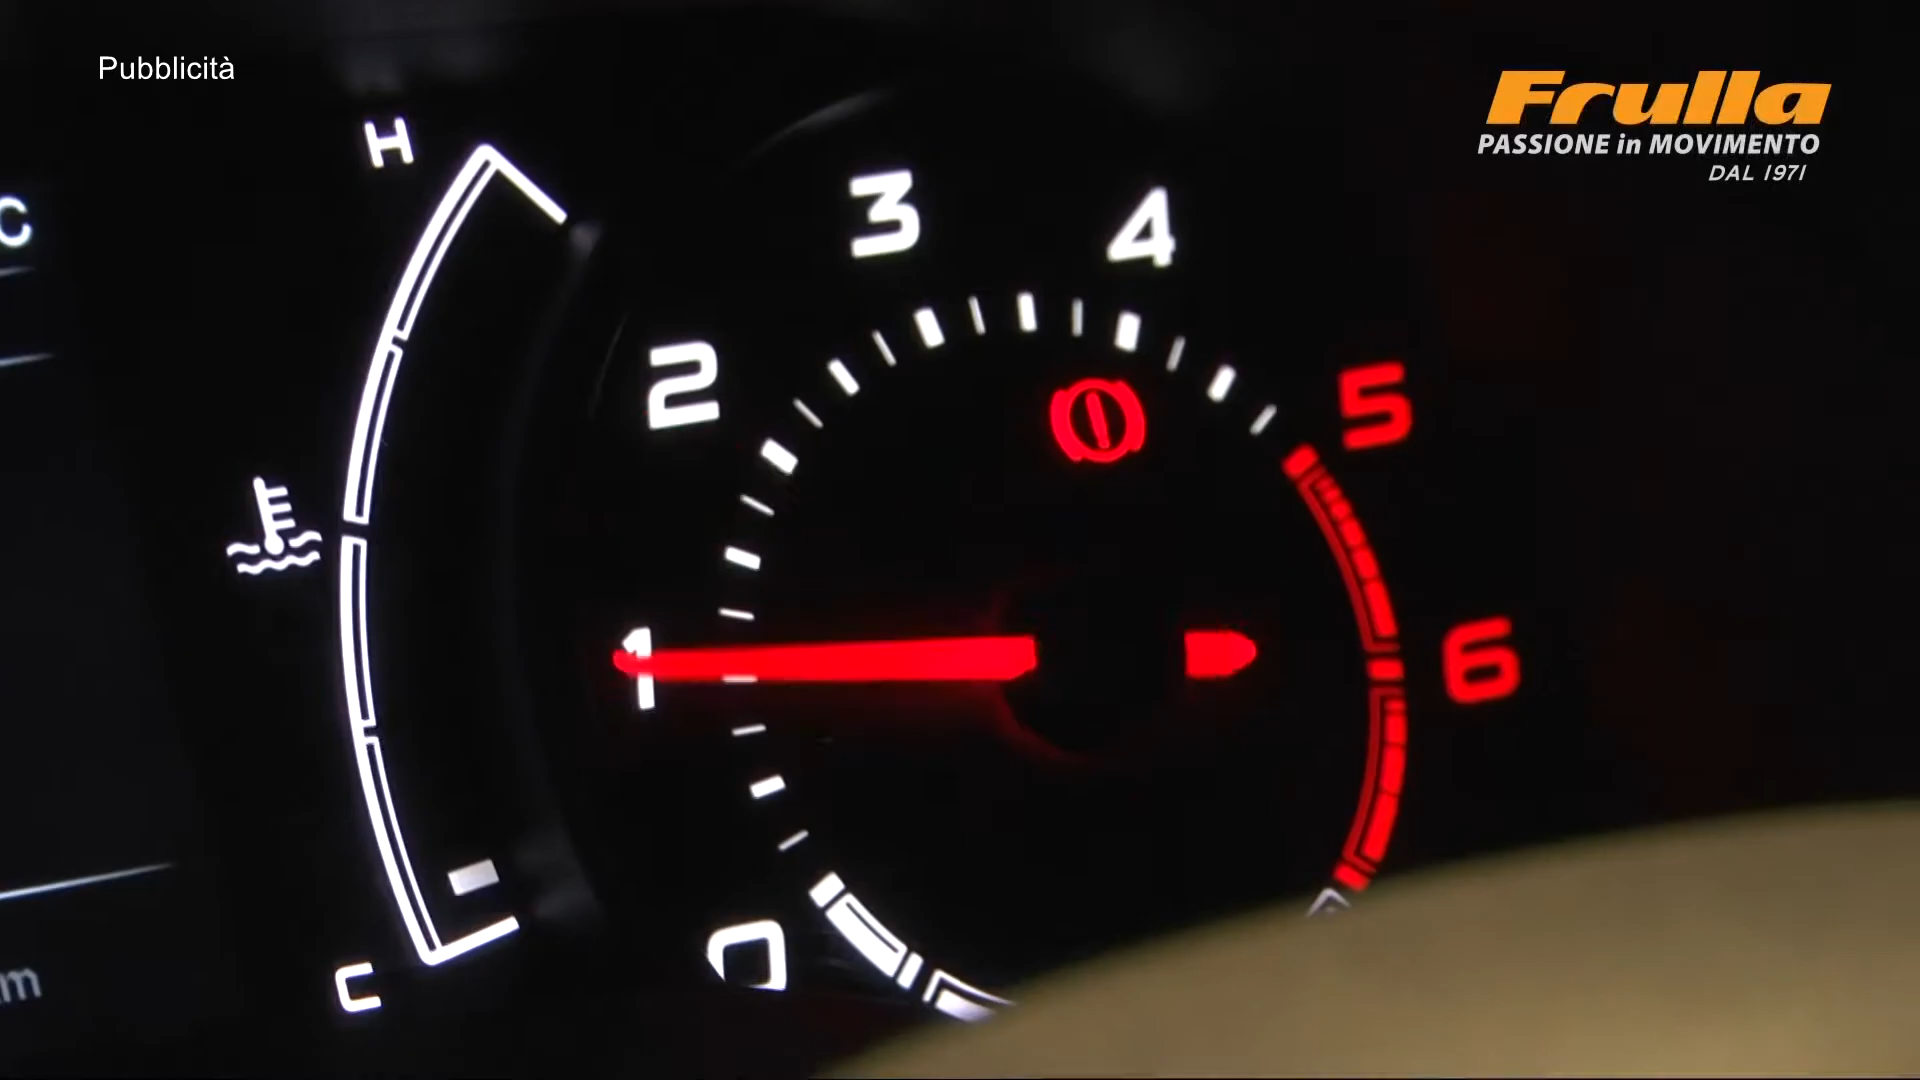 Pubblicità
Frulla
PASSIONE in MOVIMENTO
DAL 1971
H
C
3
4
2
5
1
6
0
C
m